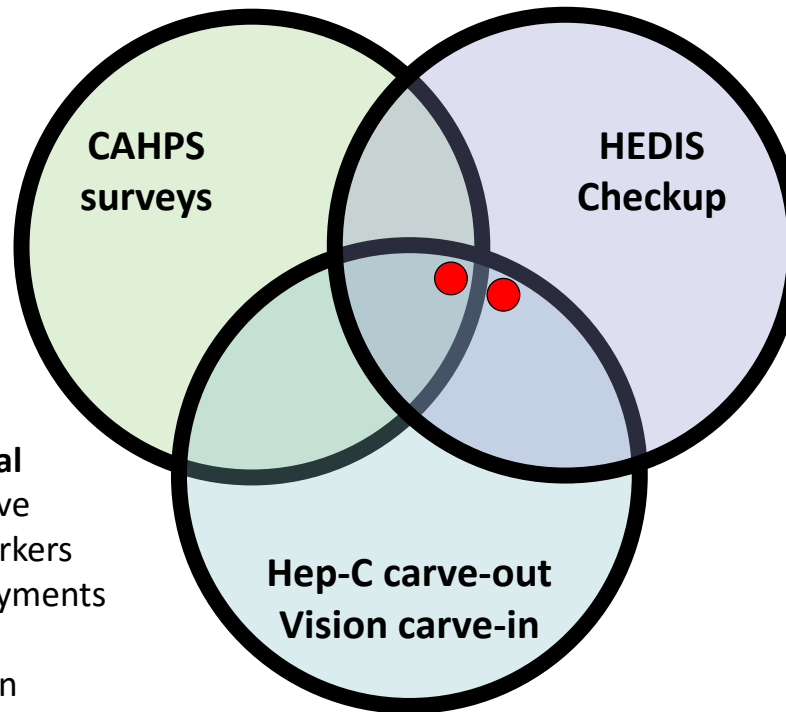 CAHPS
surveys
HEDIS
Checkup
Hep-C carve-out
Vision carve-in